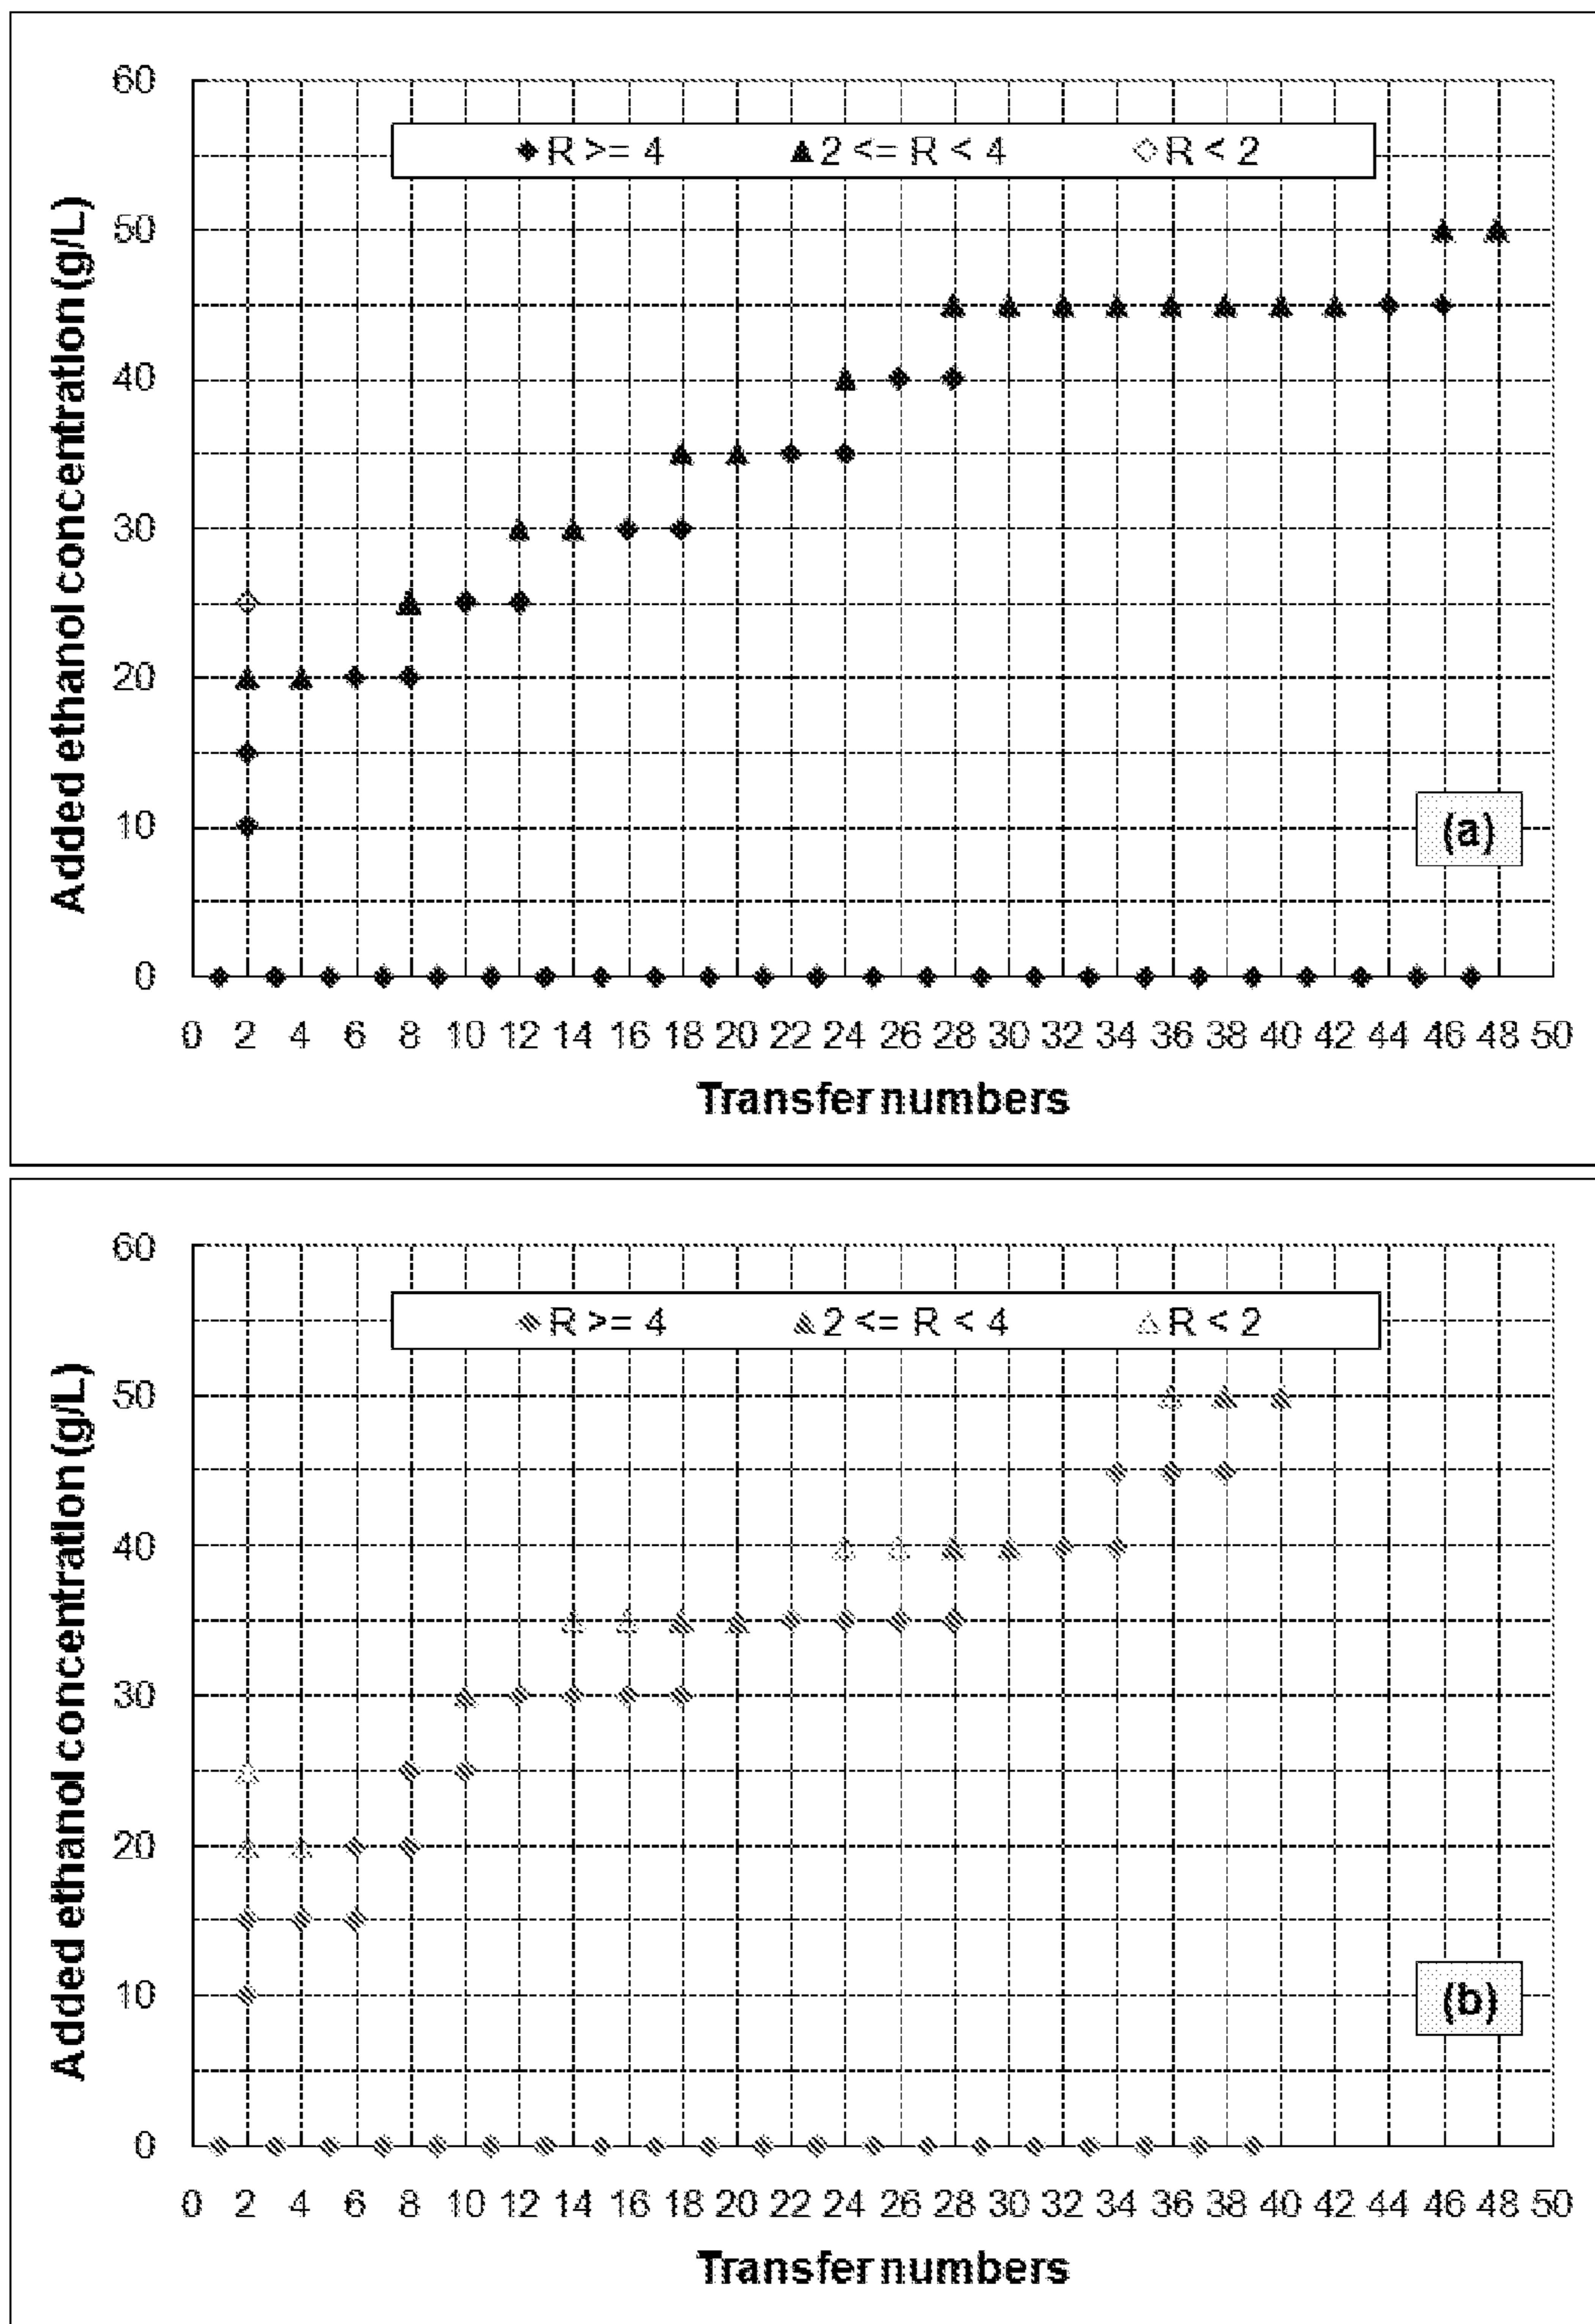 60
R >= 4 2 <= R < 4 R < 2
50
40
30
20
10
0
Added ethanol concentration (g/L)
(a)
0 2 4 6 8 10 12 14 16 18 20 22 24 26 28 30 32 34 36 38 40 42 44 46 48 50
Transfer numbers
60
R >= 4 2 <= R < 4 R < 2
50
40
30
20
10
0
Added ethanol concentration (g/L)
(b)
0 2 4 6 8 10 12 14 16 18 20 22 24 26 28 30 32 34 36 38 40 42 44 46 48 50
Transfer numbers